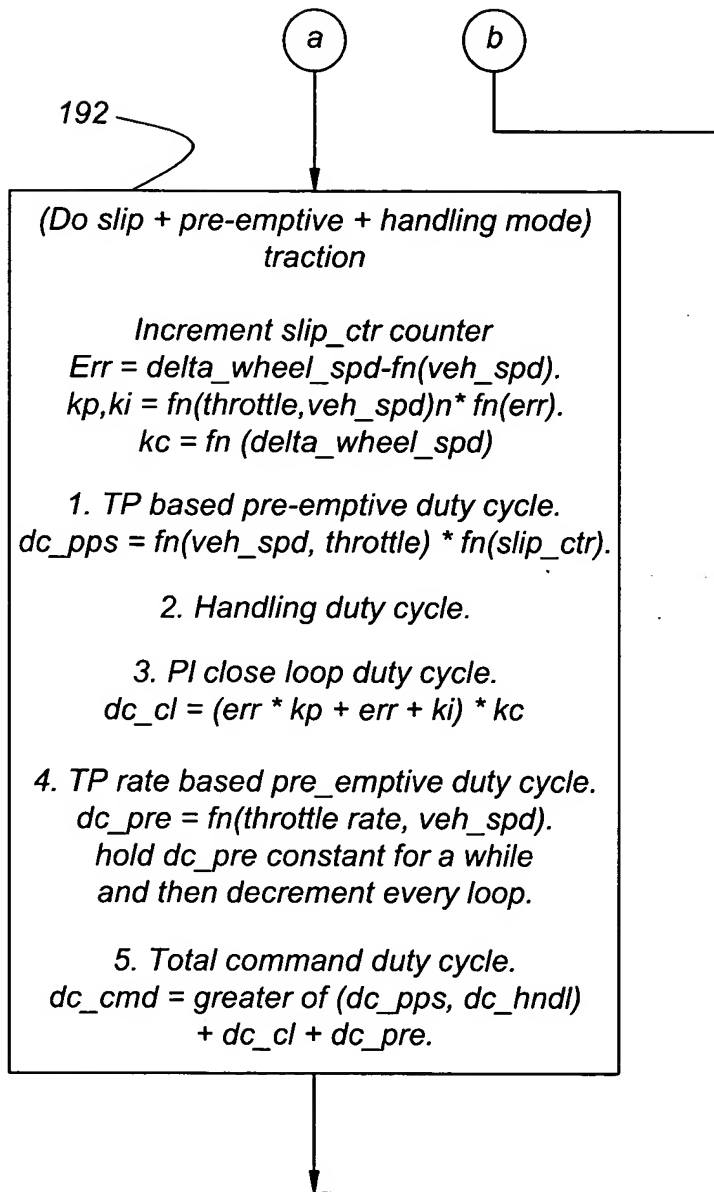 a
b
192
(Do slip + pre-emptive + handling mode)
traction
Increment slip_ctr counter
Err = delta_wheel_spd-fn(veh_spd).
kp,ki = fn(throttle,veh_spd)n* fn(err).
kc = fn (delta_wheel_spd)
1. TP based pre-emptive duty cycle.
dc_pps = fn(veh_spd, throttle) * fn(slip_ctr).
2. Handling duty cycle.
3. PI close loop duty cycle.
dc_cl = (err * kp + err + ki) * kc
4. TP rate based pre_emptive duty cycle.
dc_pre = fn(throttle rate, veh_spd).
hold dc_pre constant for a while
and then decrement every loop.
5. Total command duty cycle.
dc_cmd = greater of (dc_pps, dc_hndl)
+ dc_cl + dc_pre.